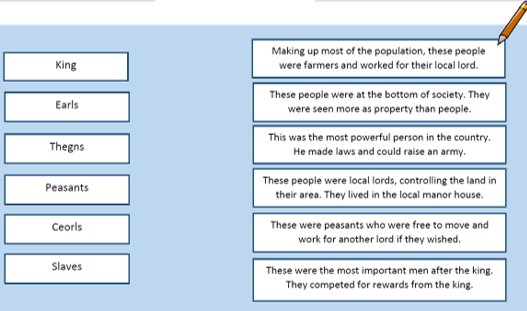 King
Earls
Thegns
Peasants
Ceorls
Slaves
Making up most of the population, these people
were farmers and worked for their local lord.
These people were at the bottom of society. They
were seen more as property than people.
This was the most powerful person in the country.
He made laws and could raise an army.
These people were local lords, controlling the land in
their area. They lived in the local manor house.
These were peasants who were free to move and
work for another lord if they wished.
These were the most important men after the king.
They competed for rewards from the king.